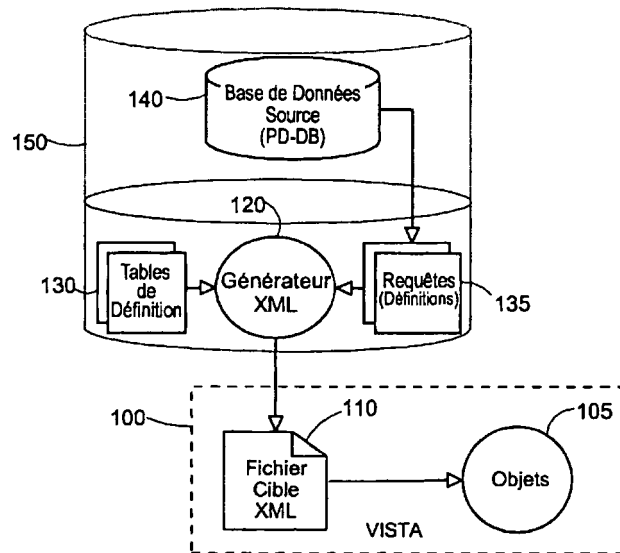 140
Base de Données
Source
(PD-DB)
150
120
130
Tables
de
Définition
Générateur
XML
Requêtes
(Définitions)
135
100
110
105
Fichier
Cible
XML
Objets
VISTA